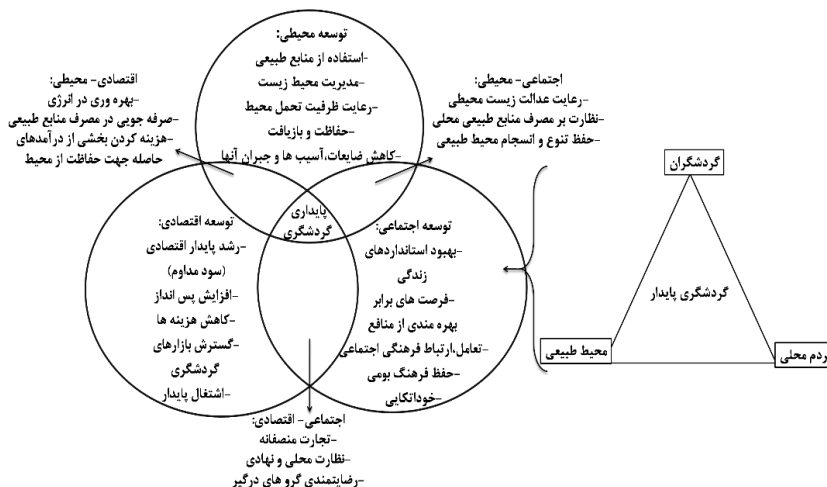 توسعه محیطی:
-استفاده از منابع طبیعی
-مدیریت محیط زیست
-رعایت ظرفیت تحمل محیط
-حفاظت و بازیافت
-کاهش ضایعات،آسیب ها و جبران آنها
اجتماعی- محیطی:
-رعایت عدالت زیست محیطی
-نظارت بر مصرف منابع طبیعی محلی
-حفظ تنوع و انسجام محیط طبیعی
اقتصادی- محیطی:
-بهره وری در انرژی
-صرفه جویی در مصرف منابع طبیعی
-هزینه کردن بخشی از درآمدهای
حاصله جهت حفاظت از محیط
پایداری
گردشگری
توسعه اجتماعی:
-بهبود استانداردهای
زندگی
-فرصت های برابر
بهره مندی از منافع
-تعامل،ارتباط فرهنگی اجتماعی
-حفظ فرهنگ بومی
-خوداتکایی
توسعه اقتصادی:
-رشد پایدار اقتصادی
(سود مداوم)
-افزایش پس انداز
-کاهش هزینه ها
-گسترش بازارهای
گردشگری
-اشتغال پایدار
اجتماعی- اقتصادی:
-تجارت منصفانه
-نظارت محلی و نهادی
-رضایتمندی گرو های درگیر
گردشگران
گردشگری پایدار
ردم محلی
محیط طبیعی